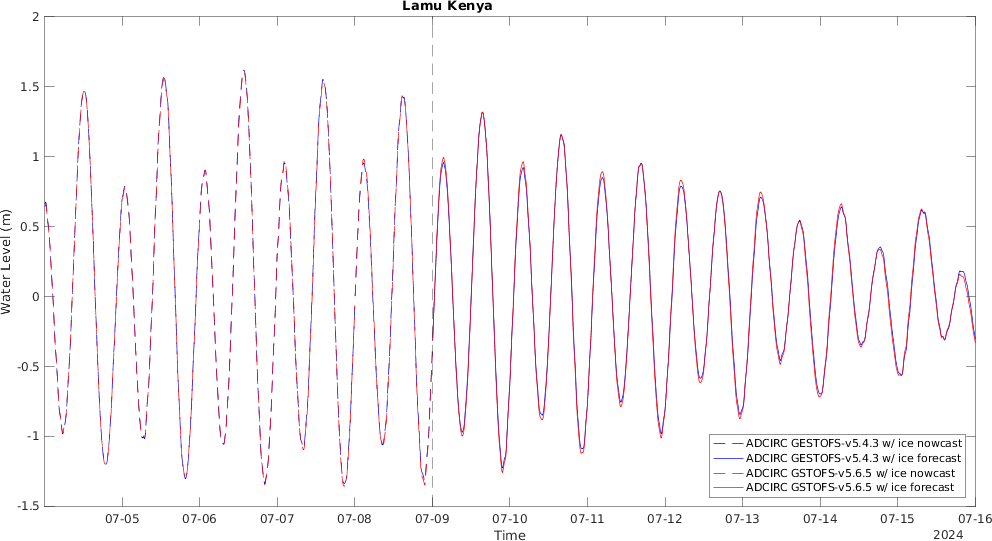 Lamu Kenya
2
1.5
1
0.5
0
-0.5
-1
-1.5
Water Level (m)
ADCIRC GESTOFS-v5.4.3 w/ ice nowcast
ADCIRC GESTOFS-v5.4.3 w/ ice forecast
ADCIRC GSTOFS-v5.6.5 w/ ice nowcast
ADCIRC GSTOFS-v5.6.5 w/ ice forecast
07-05 07-06 07-07 07-08 07-09 07-10 07-11 07-12 07-13 07-14 07-15 07-16
Time
2024